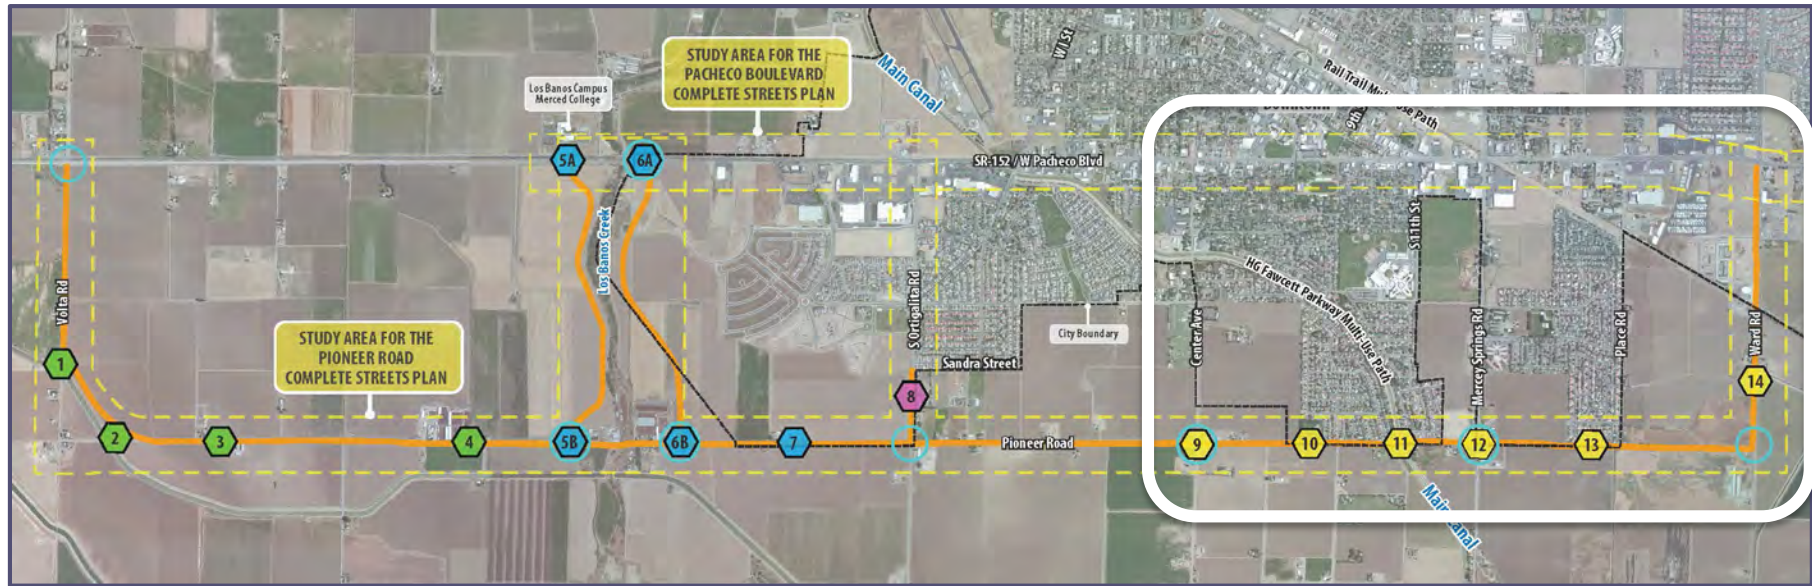 STUDY AREA FOR THE
PACHECO BOULEVARD
COMPLETE STREETS PLAN
Los Banos Campus
Merced College
Main Canal
W I St
Rail Trail Multi-Use Path
Downtown
9th
5A
6A
SR-152 / W Pacheco Blvd
Los Banos Creek
S 11th St
HG Fawcett Parkway Multi-Use Path
Volta Rd
S Ortigalita Rd
City Boundary
Center Ave
Mercey Springs Rd
Place Rd
Ward Rd
STUDY AREA FOR THE
PIONEER ROAD
COMPLETE STREETS PLAN
Sandra Street
1
14
8
2
3
4
5B
6B
7
Pioneer Road
9
10
11
12
13
Main Canal